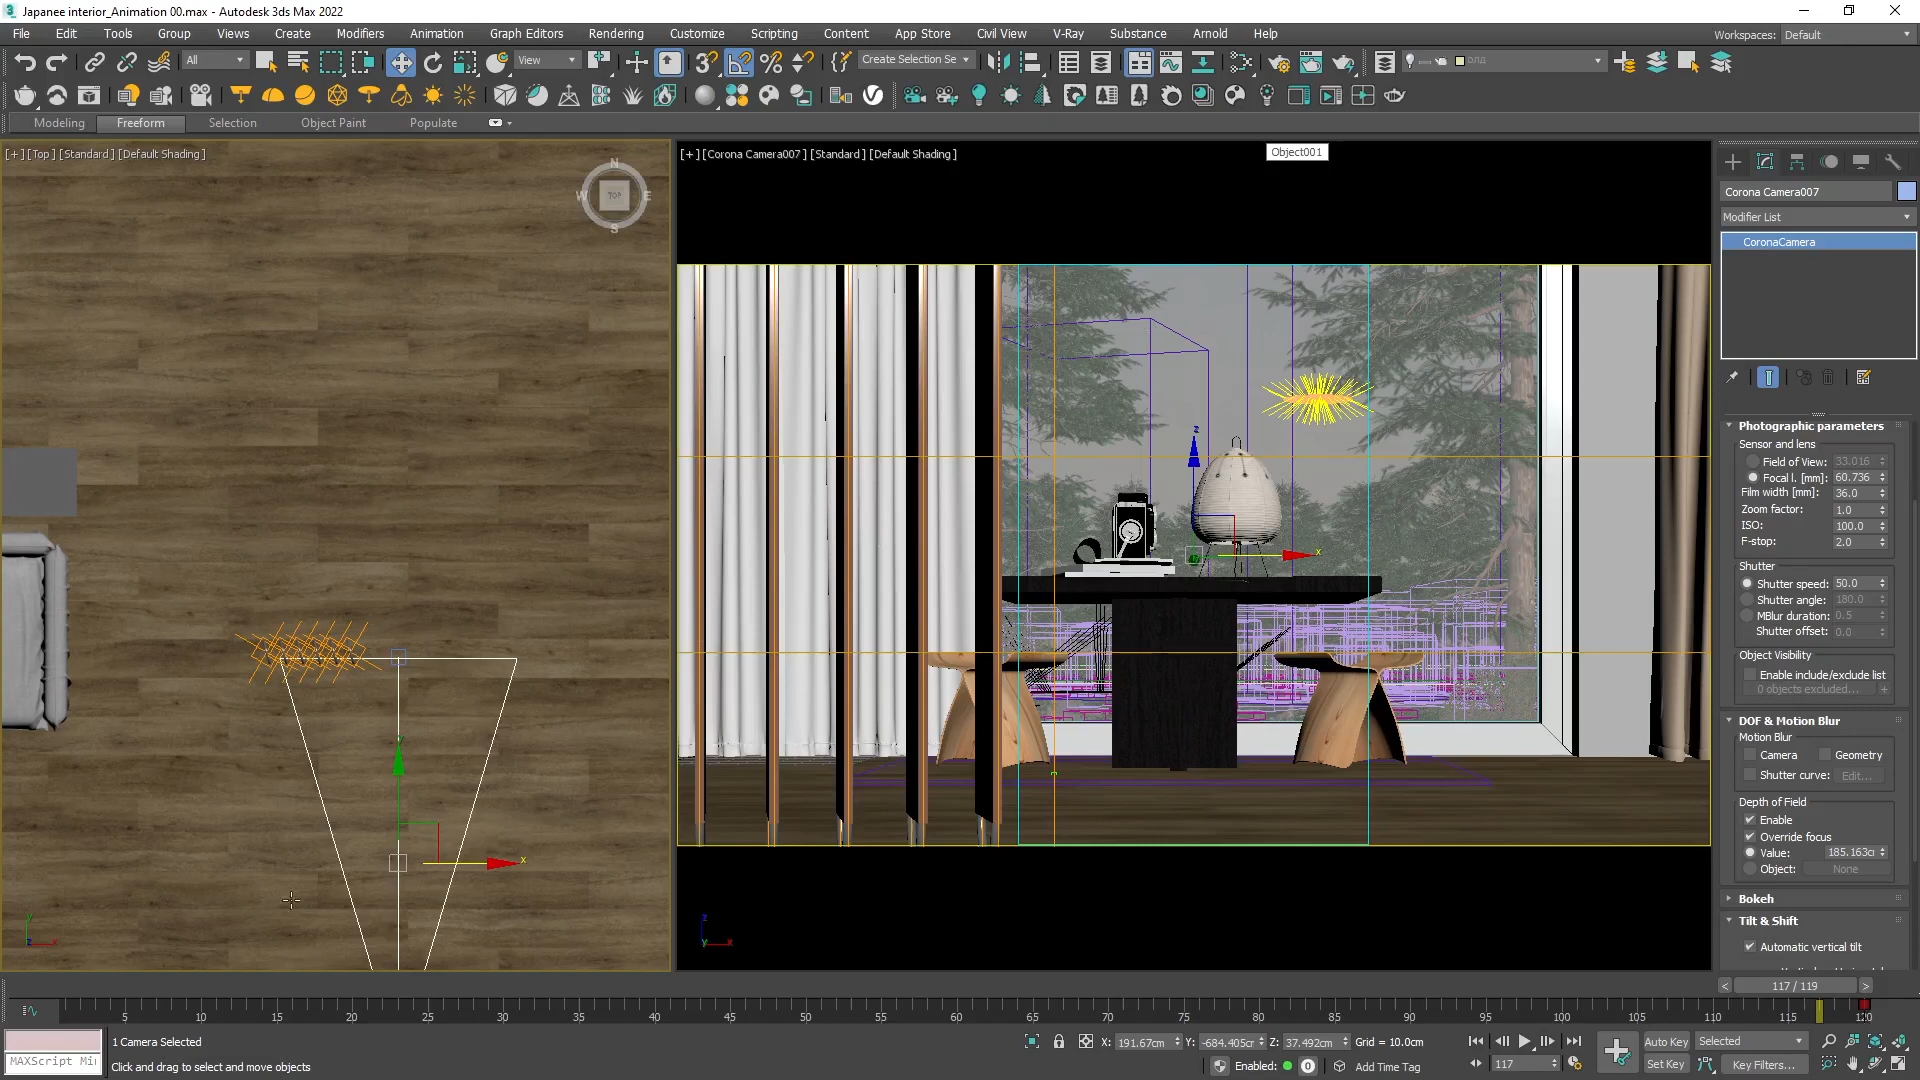 Japanee interior_Animation 00.max - Autodesk 3ds Max 2022
File Edit Tools Group Views Create Modifiers Animation Graph Editors Rendering Customize Scripting Content App Store Civil View V-Ray Substance Arnold Help
Workspaces: Default
All View Create Selection Se
Modeling Freeform Selection Object Paint Populate
[+] [Top] [Standard] [Default Shading]
N
W TOP E
S
[+] [Corona Camera007] [Standard] [Default Shading]
Object001
z
x
y
x
Corona Camera007
Modifier List
CoronaCamera
Photographic parameters
Sensor and lens
Field of View: 33.016
Focal l. [mm]: 60.736
Film width [mm]: 36.0
Zoom factor: 1.0
ISO: 100.0
F-stop: 2.0
Shutter
Shutter speed: 50.0
Shutter angle: 180.0
MBlur duration: 0.5
Shutter offset: 0.0
Object Visibility
Enable include/exclude list
0 objects excluded... +
DOF & Motion Blur
Motion Blur
Camera Geometry
Shutter curve: Edit...
Depth of Field
Enable
Override focus
Value: 185.163c
Object: None
Bokeh
Tilt & Shift
Automatic vertical tilt
< 117 / 119 >
5 10 15 20 25 30 35 40 45 50 55 60 65 70 75 80 85 90 95 100 105 110 115 120
1 Camera Selected
X: 191.67cm Y: -684.405cm Z: 37.492cm Grid = 10.0cm
Auto Key Selected
MAXScript Mi
Click and drag to select and move objects
Enabled: 0 Add Time Tag
117
Set Key Key Filters...